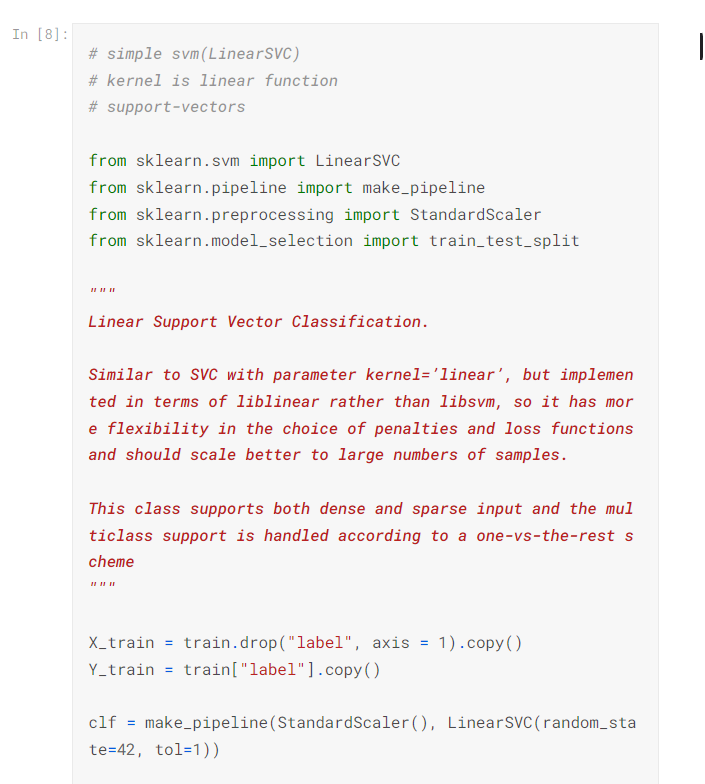 In [8]:
# simple svm(LinearSVC)
# kernel is linear function
# support-vectors
from sklearn.svm import LinearSVC
from sklearn.pipeline import make_pipeline
from sklearn.preprocessing import StandardScaler
from sklearn.model_selection import train_test_split
"""
Linear Support Vector Classification.
Similar to SVC with parameter kernel=’linear’, but implemen
ted in terms of liblinear rather than libsvm, so it has mor
e flexibility in the choice of penalties and loss functions
and should scale better to large numbers of samples.
This class supports both dense and sparse input and the mul
ticlass support is handled according to a one-vs-the-rest s
cheme
"""
X_train = train.drop("label", axis = 1).copy()
Y_train = train["label"].copy()
clf = make_pipeline(StandardScaler(), LinearSVC(random_sta
te=42, tol=1))